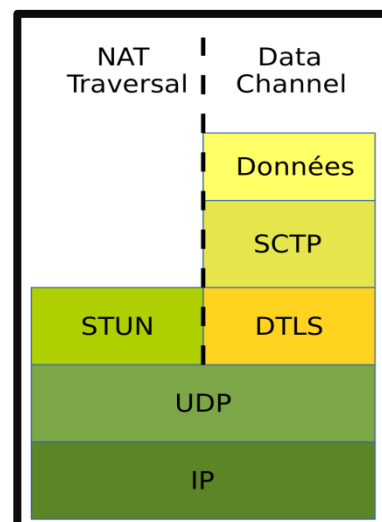 NAT
Traversal
Data
Channel
Données
SCTP
STUN
DTLS
UDP
IP